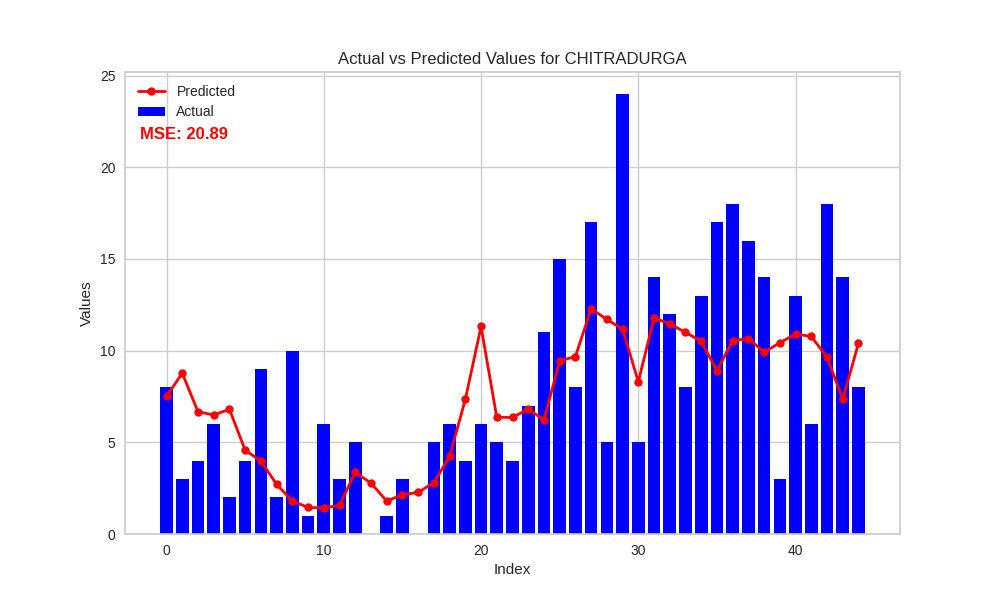 Actual vs Predicted Values for CHITRADURGA
Predicted
Actual
MSE: 20.89
Values
25
20
15
10
5
0
0 10 20 30 40
Index